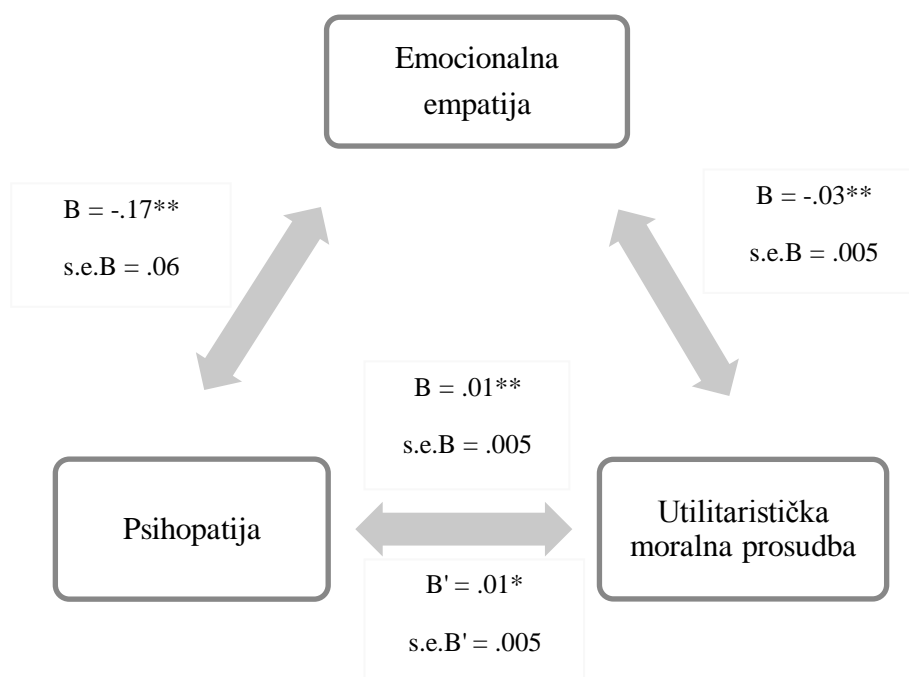 Emocionalna
empatija
B = -.17**
s.e.B = .06
B = -.03**
s.e.B = .005
B = .01**
s.e.B = .005
Psihopatija
Utilitaristička
moralna prosudba
B' = .01*
s.e.B' = .005